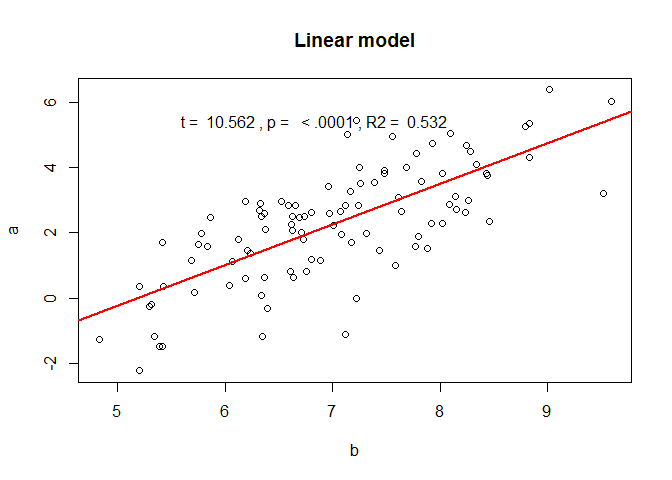 Linear model
t = 10.562 , p = < .0001 , R2 = 0.532
a
6
4
2
0
-2
5 6 7 8 9
b